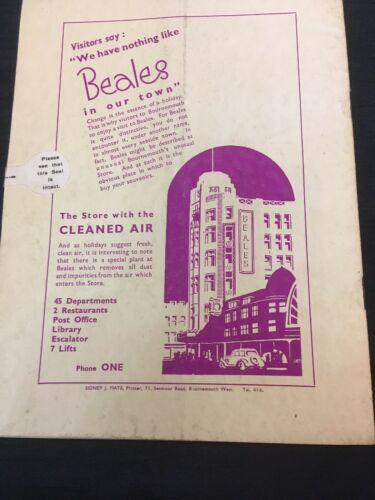 Visitors say:
"We have nothing like
Beales
in our town"
Change is the essence of a holiday.
That is why visitors to Bournemouth
so enjoy a visit to Beales. For Beales
is quite distinctive, you do not
encounter it, under another name,
in almost every seaside town. In
fact, Beales might be described as
unusual Bournemouth's unusual
Store. And as such it is the
obvious place in which to
buy your souvenirs.
Please
see that
this Seal is
intact.
The Store with the
CLEANED AIR
And as holidays suggest fresh,
clean air, it is interesting to note
that there is a special plant at
Beales which removes all dust
and impurities from the air which
enters the Store.
45 Departments
2 Restaurants
Post Office
Library
Escalator
7 Lifts
Phone ONE
BEALES
SIDNEY J. MATE, Printer, 71, Seamoor Road, Bournemouth West. Tel. 416.